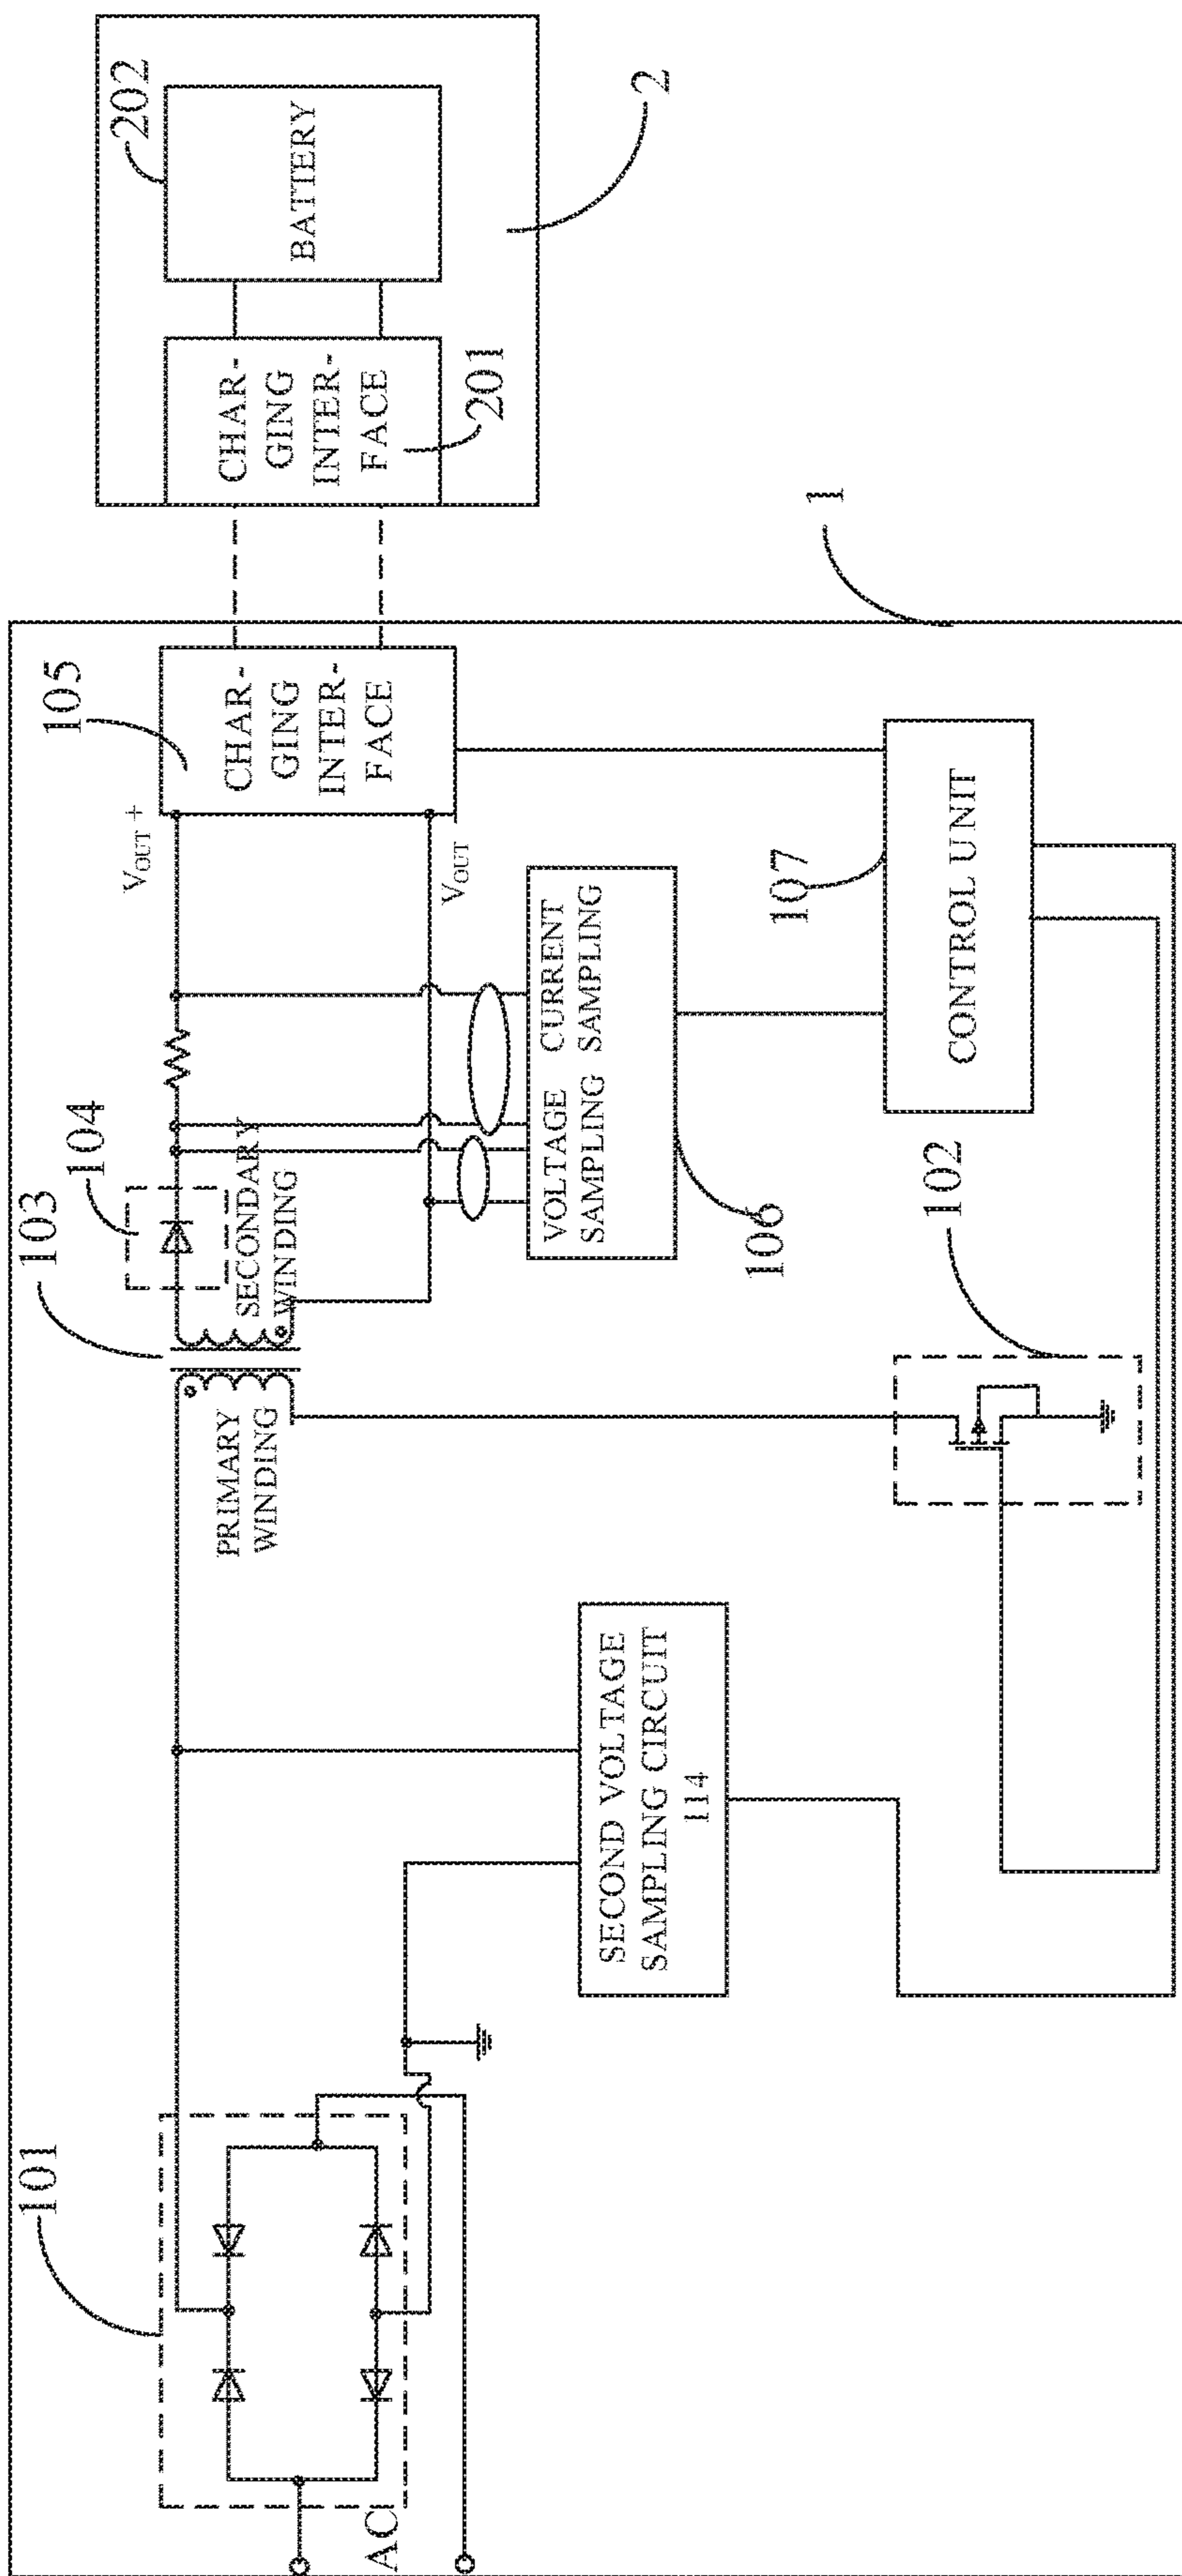 101
AC
SECOND VOLTAGE
SAMPLING CIRCUIT
114
PRIMARY
WINDING
103
SECONDARY
WINDING
104
102
VOLTAGE
SAMPLING
CURRENT
SAMPLING
106
VOUT +
VOUT
105
CHAR-
GING
INTER-
FACE
107
CONTROL UNIT
1
CHAR-
GING
INTER-
FACE
201
BATTERY
202
2